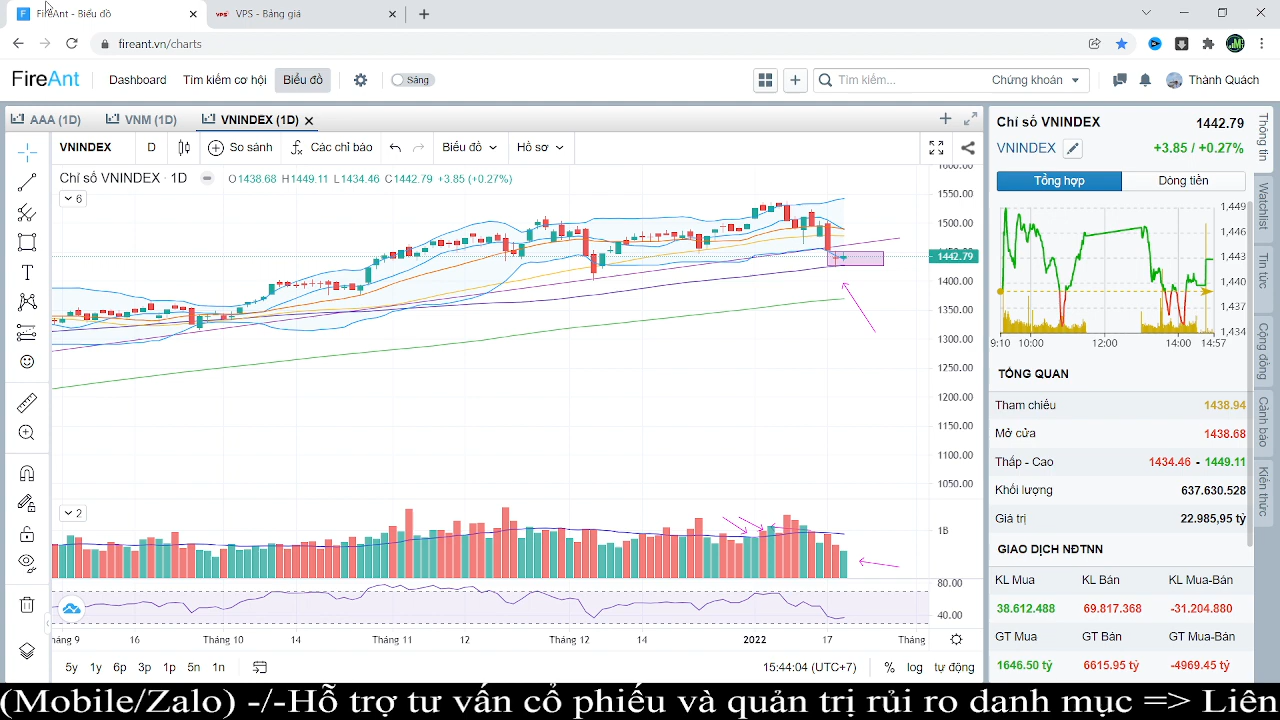 FireAnt - Biểu đồ
VPS - Bảng giá
fireant.vn/charts
FireAnt
Dashboard
Tìm kiếm cơ hội
Biểu đồ
Sáng
Tìm kiếm...
Chứng khoán
Thành Quách
AAA (1D)
VNM (1D)
VNINDEX (1D)
VNINDEX
D
So sánh
Các chỉ báo
Biểu đồ
Hồ sơ
Chỉ số VNINDEX · 1D
O1438.68 H1449.11 L1434.46 C1442.79 +3.85 (+0.27%)
6
1600.00
1550.00
1500.00
1442.79
1400.00
1350.00
1300.00
1250.00
1200.00
1150.00
1100.00
1050.00
2
1B
80.00
40.00
háng 9
16
Tháng 10
14
Tháng 11
12
Tháng 12
14
2022
17
Tháng
5y
1y
6p
3p
1p
5n
1n
15:44:04 (UTC+7)
%
log
tự động
Chỉ số VNINDEX
1442.79
VNINDEX
+3.85 / +0.27%
Tổng hợp
Dòng tiền
1,449
1,446
1,443
1,440
1,437
1,434
9:10
10:00
12:00
14:00
14:57
TỔNG QUAN
Tham chiếu 1438.94
Mở cửa 1438.68
Thấp - Cao 1434.46 - 1449.11
Khối lượng 637.630.528
Giá trị 22.985,95 tỷ
GIAO DỊCH NĐTNN
KL Mua KL Bán KL Mua-Bán
38.612.488 69.817.368 -31.204.880
GT Mua GT Bán GT Mua-Bán
1646.50 tỷ 6615.95 tỷ -4969.45 tỷ
Thông tin
Watchlist
Tin tức
Cộng đồng
Cảnh báo
Kiến thức
(Mobile/Zalo) -/-Hỗ trợ tư vấn cổ phiếu và quản trị rủi ro danh mục => Liên